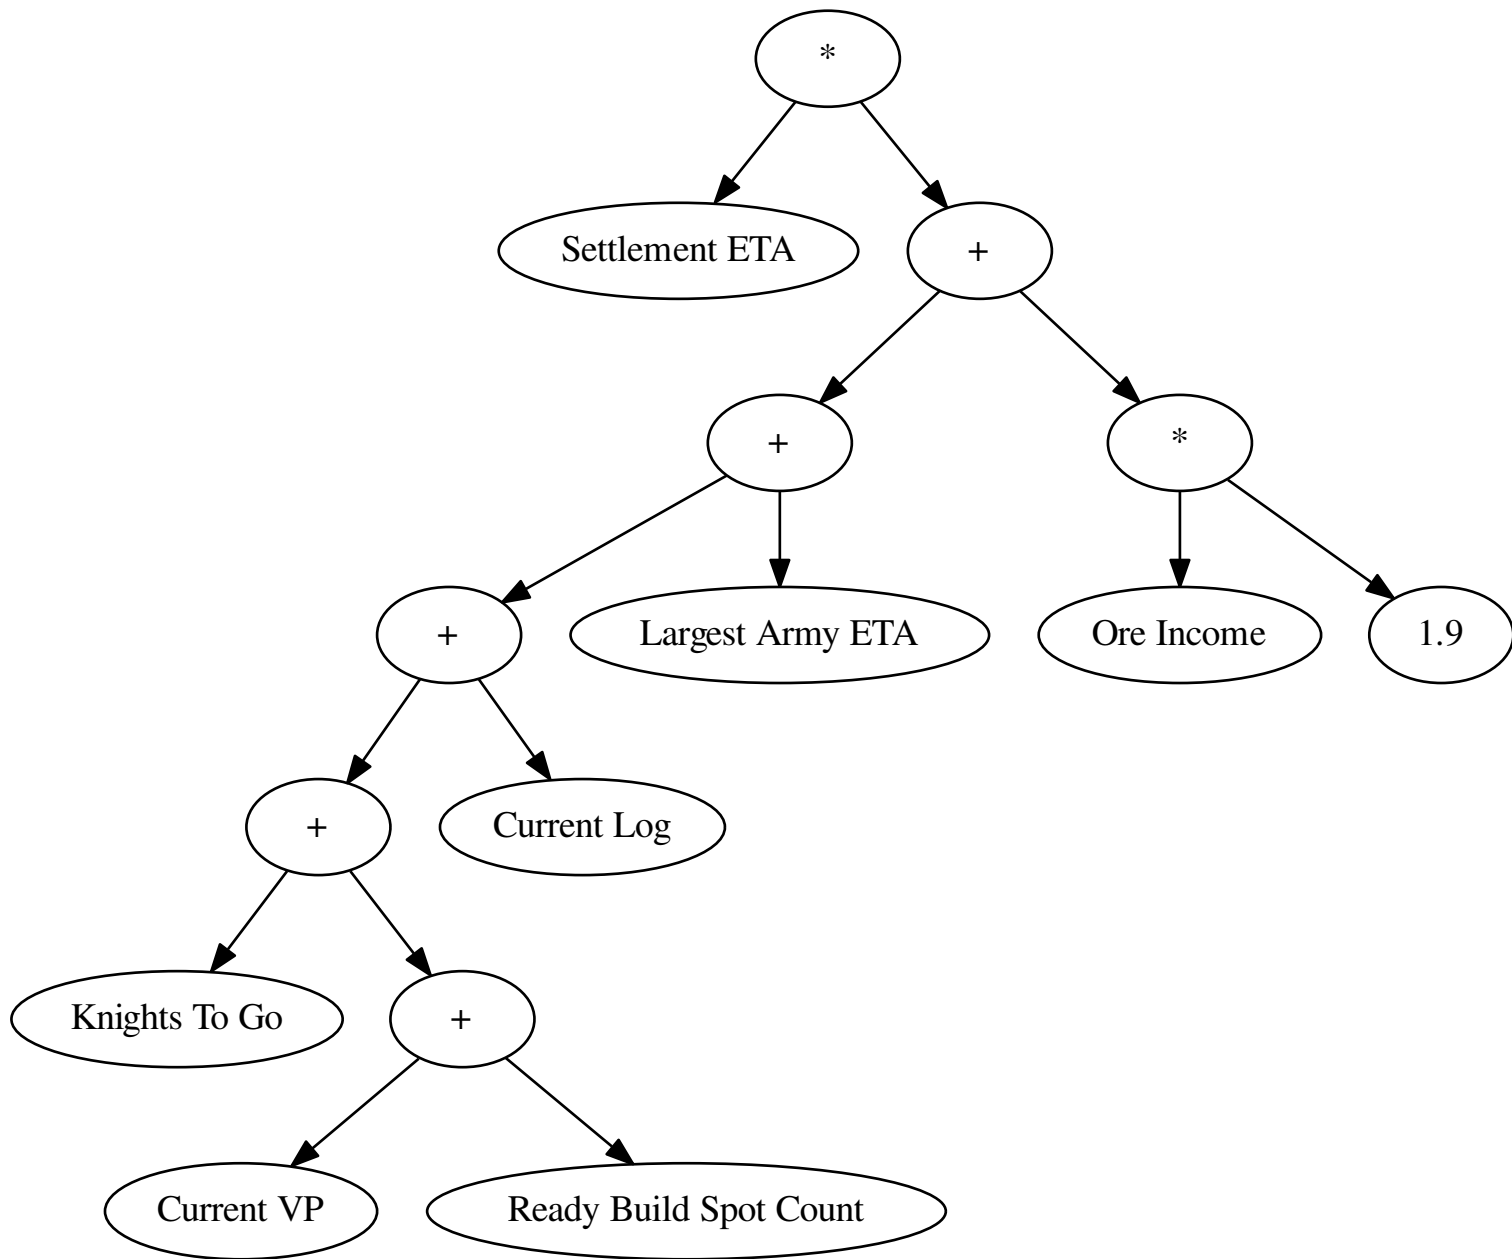 *
Settlement ETA
+
+
*
+
Largest Army ETA
Ore Income
1.9
+
Current Log
Knights To Go
+
Current VP
Ready Build Spot Count